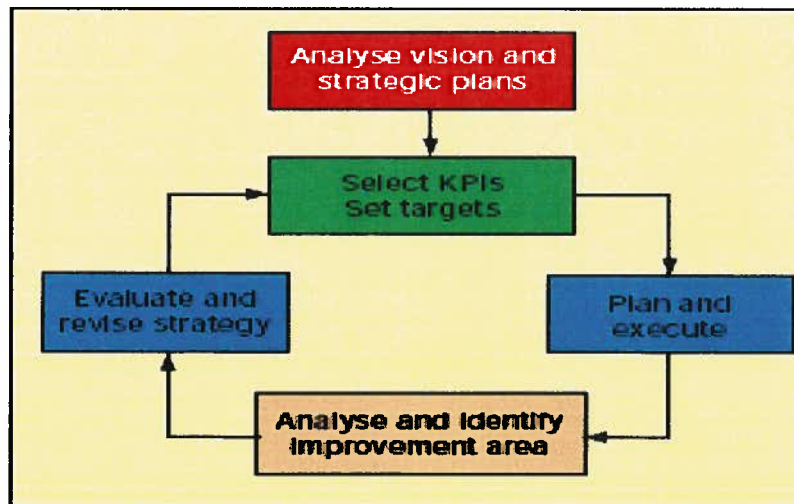 Analyse vision and
strategic plans
Select KPIs
Set targets
Evaluate and
revise strategy
Plan and
execute
Analyse and identify
improvement area